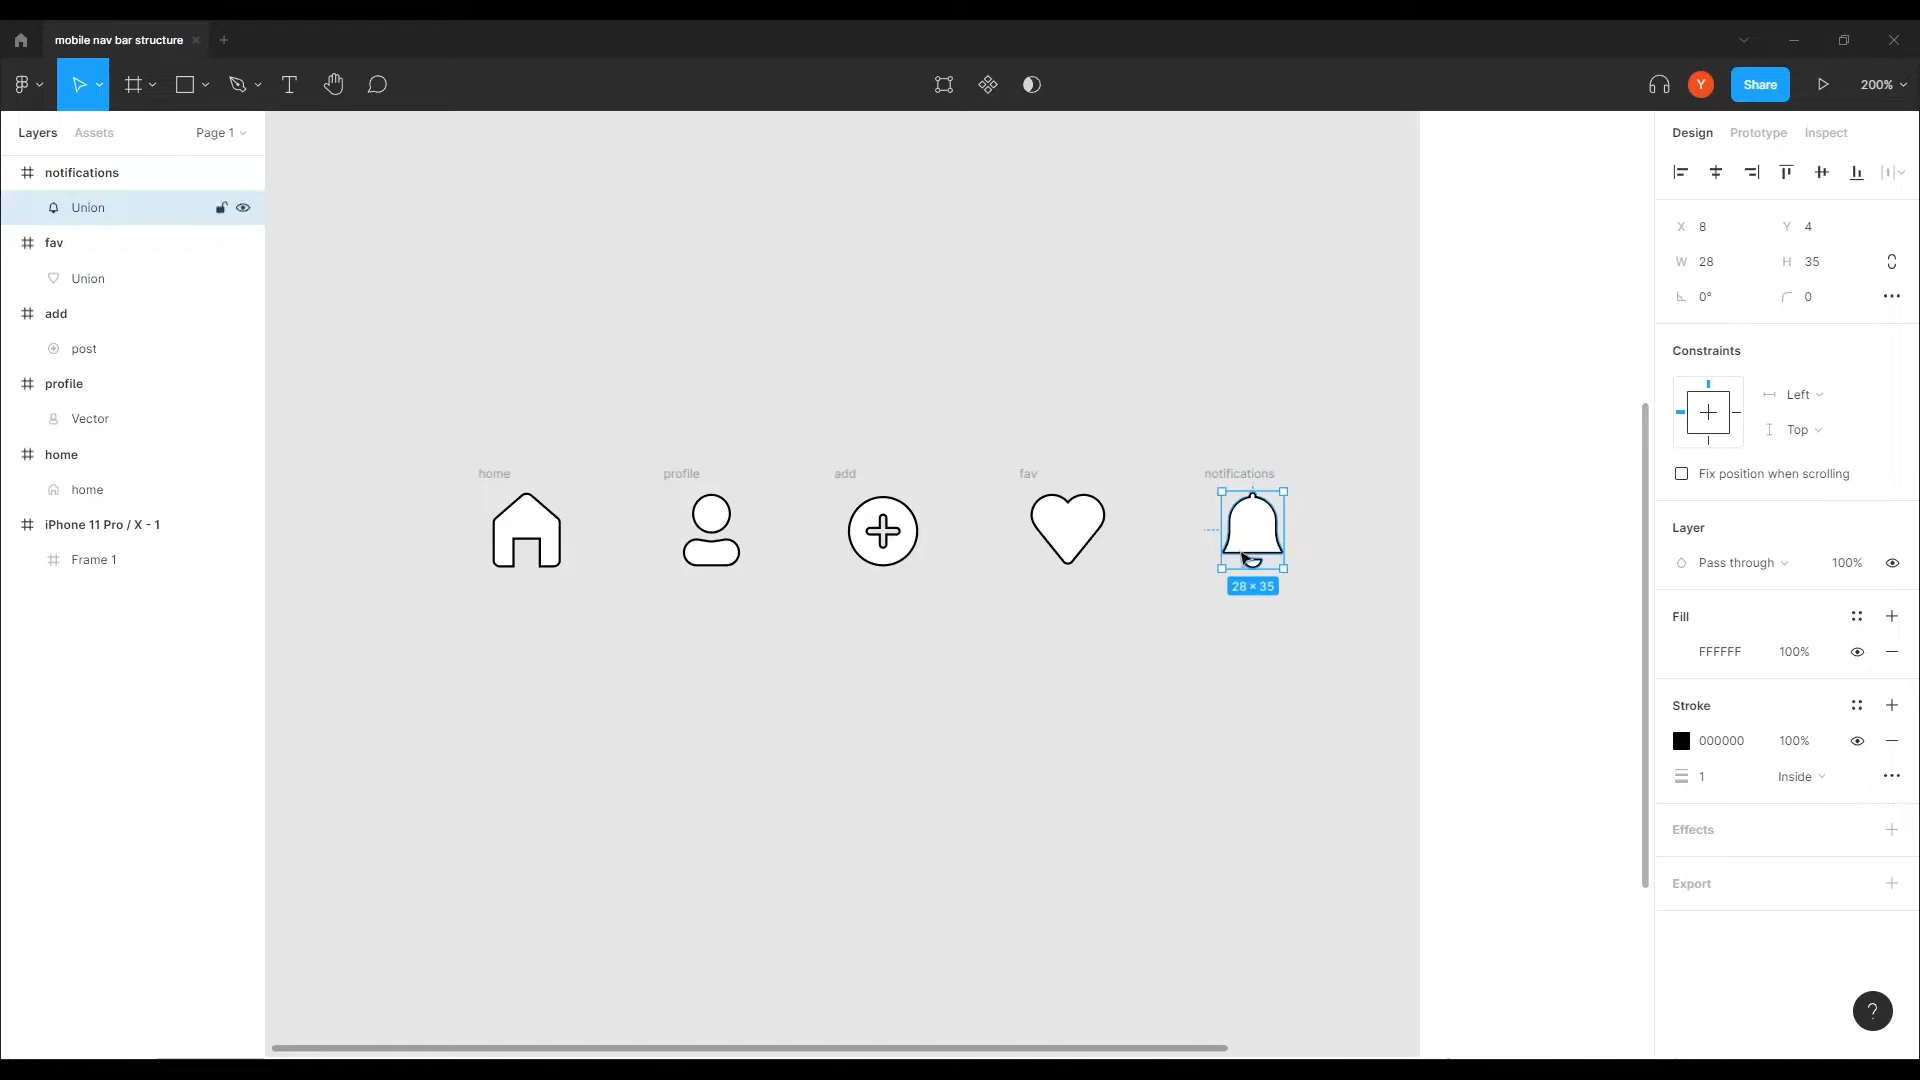 mobile nav bar structure
Y
Share
200%
Layers Assets Page 1
notifications
Union
fav
Union
add
post
profile
Vector
home
home
iPhone 11 Pro / X - 1
Frame 1
home
profile
add
fav
notifications
28 × 35
Design Prototype Inspect
X 8 Y 4
W 28 H 35
0° 0
Constraints
Left
Top
Fix position when scrolling
Layer
Pass through 100%
Fill
FFFFFF 100%
Stroke
000000 100%
1 Inside
Effects
Export
?